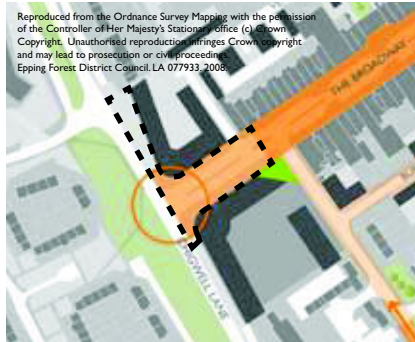 Reproduced from the Ordnance Survey Mapping with the permission
of the Controller of Her Majesty's Stationary office (c) Crown
Copyright. Unauthorised reproduction infringes Crown copyright
and may lead to prosecution or civil proceedings.
Epping Forest District Council. LA 077933. 2008.
THE BROADWAY
LANE